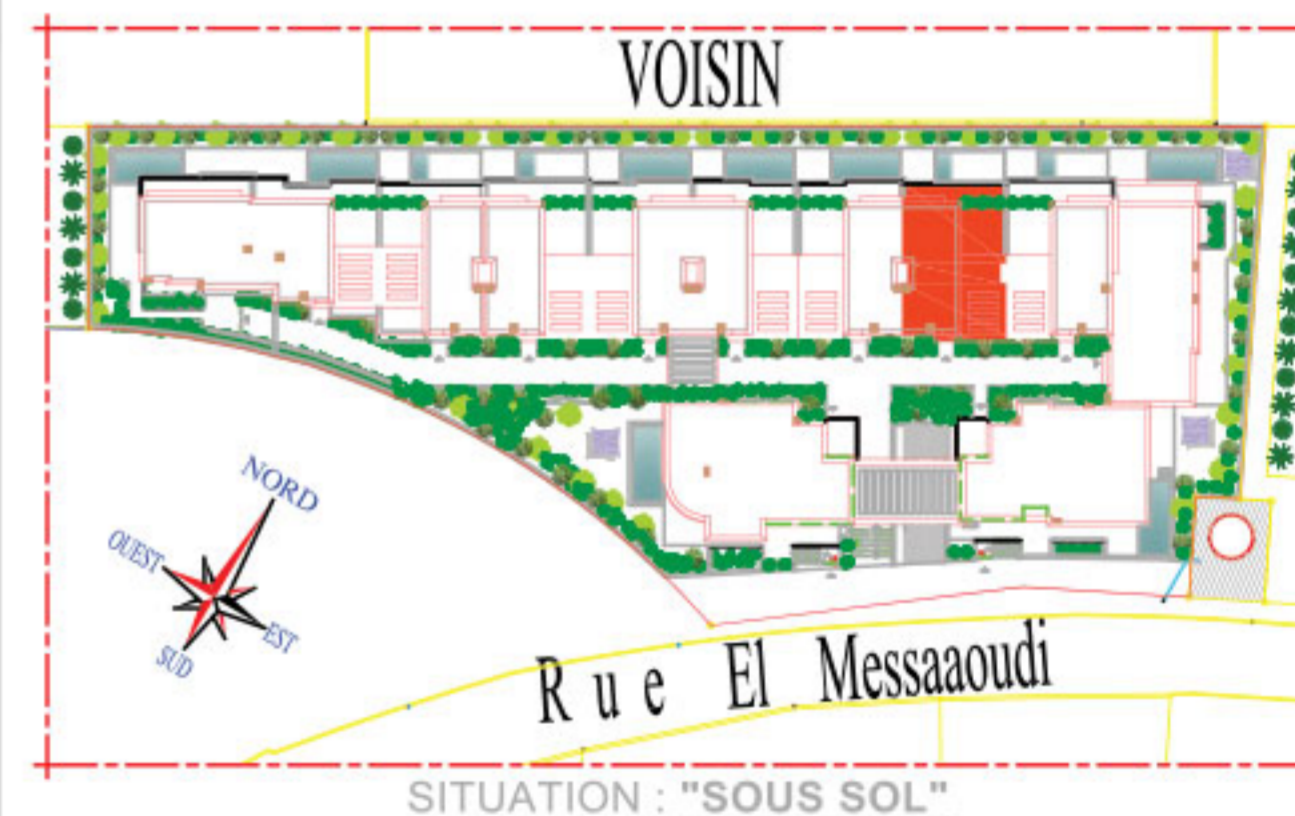 VOISIN
NORD
OUEST
EST
SUD
Rue El Messaaoudi
SITUATION : "SOUS SOL"